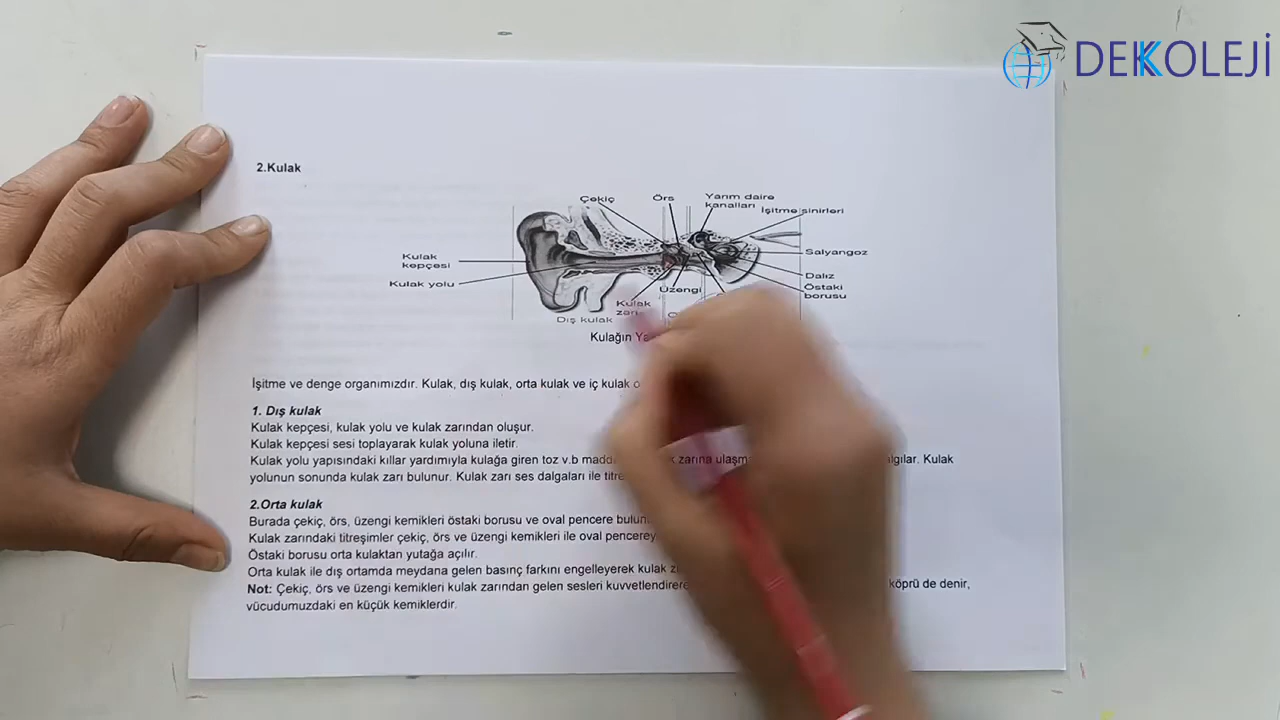 DEKKOLEJİ
2.Kulak
Çekiç
Örs
Yarım daire
kanalları
İşitme sinirleri
Kulak
kepçesi
Salyangoz
Kulak yolu
Dalız
Üzengi
Östaki
borusu
Kulak
zarı
Dış kulak
Kulağın
İşitme ve denge organımızdır. Kulak, dış kulak, orta kulak ve iç kulak
1. Dış kulak
Kulak kepçesi, kulak yolu ve kulak zarından oluşur.
Kulak kepçesi sesi toplayarak kulak yoluna iletir.
Kulak yolu yapısındaki kıllar yardımıyla kulağa giren toz v.b zarına Kulak
yolunun sonunda kulak zarı bulunur. Kulak zarı ses dalgaları ile
2.Orta kulak
Burada çekiç, örs, üzengi kemikleri östaki borusu ve oval pencere
Kulak zarındaki titreşimler çekiç, örs ve üzengi kemikleri ile oval
Östaki borusu orta kulaktan yutağa açılır.
Orta kulak ile dış ortamda meydana gelen basınç farkını engelleyerek kulak
Not: Çekiç, örs ve üzengi kemikleri kulak zarından gelen sesleri köprü de denir,
vücudumuzdaki en küçük kemiklerdir.